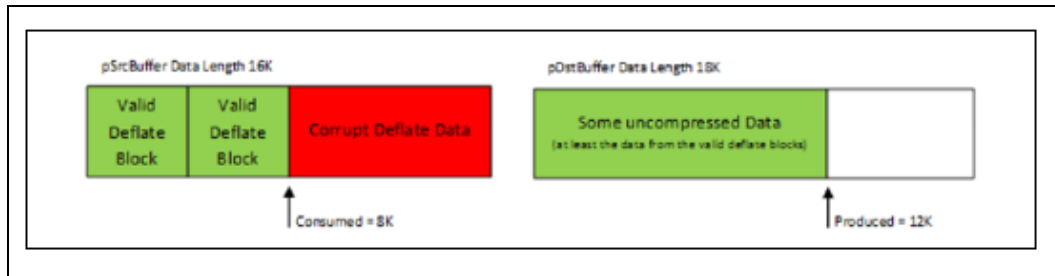 pSrcBuffer Data Length 16K
Valid
Deflate
Block
Valid
Deflate
Block
Corrupt Deflate Data
Consumed = 8K
pDstBuffer Data Length 18K
Some uncompressed Data
(at least the data from the valid deflate blocks)
Produced = 12K